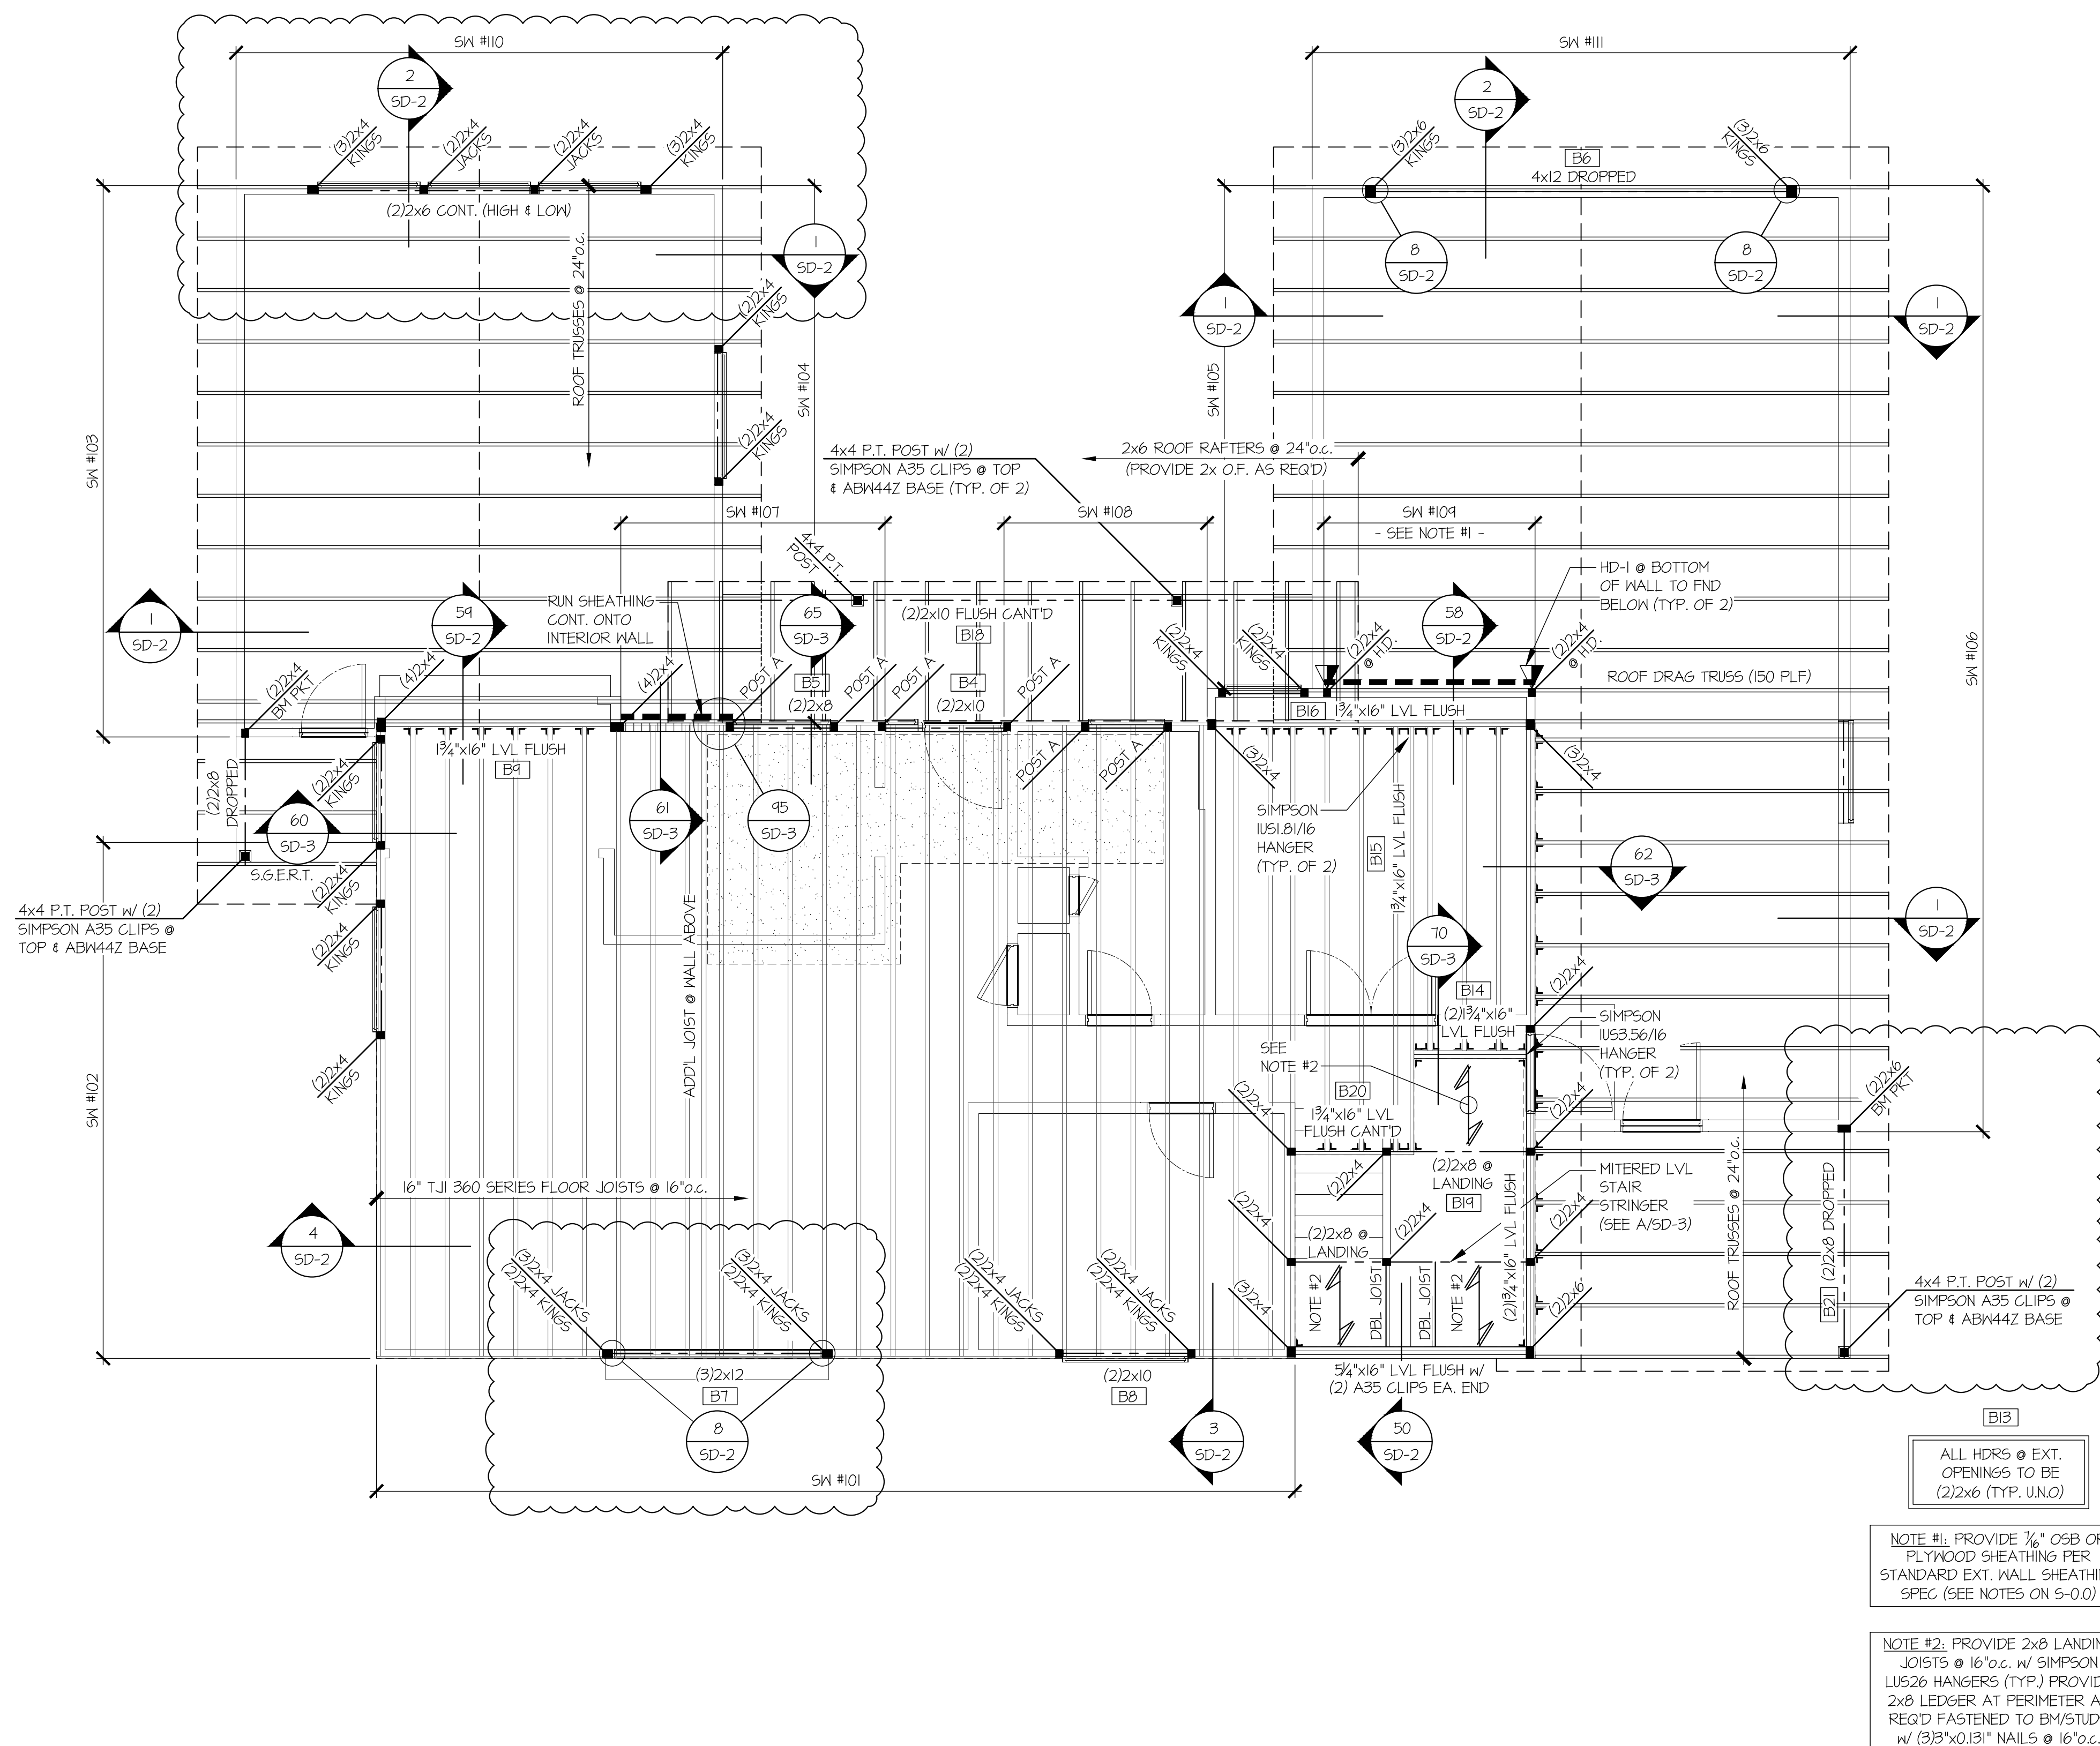 SW #110
SW #111
2
SD-2
2
SD-2
(3)2x4
KINGS
(2)2x4
JACKS
(2)2x4
JACKS
(3)2x4
KINGS
(3)2x6
KINGS
(3)2x6
KINGS
B6
4x12 DROPPED
(2)2x6 CONT. (HIGH & LOW)
ROOF TRUSSES @ 24"o.c.
1
SD-2
8
SD-2
8
SD-2
1
SD-2
1
SD-2
(2)2x4
KINGS
SW #104
SW #105
SW #103
SW #106
(2)2x4
KINGS
4x4 P.T. POST w/ (2)
SIMPSON A35 CLIPS @ TOP
& ABW44Z BASE (TYP. OF 2)
2x6 ROOF RAFTERS @ 24"o.c.
(PROVIDE 2x O.F. AS REQ'D)
SW #107
SW #108
SW #109
- SEE NOTE #1 -
4x4 P.T.
POST
HD-1 @ BOTTOM
OF WALL TO FND
BELOW (TYP. OF 2)
1
SD-2
59
SD-2
RUN SHEATHING
CONT. ONTO
INTERIOR WALL
65
SD-3
(2)2x10 FLUSH CANT'D
B18
58
SD-2
(2)2x4
KINGS
(2)2x4
KINGS
(2)2x4
@ H.D.
(2)2x4
@ H.D.
ROOF DRAG TRUSS (150 PLF)
(2)2x4
BM PKT
(4)2x4
(4)2x4
POST A
B5
(2)2x8
POST A
POST A
B4
(2)2x10
POST A
B16
1¾"x16" LVL FLUSH
1¾"x16" LVL FLUSH
B9
(2)2x8
DROPPED
(2)2x4
KINGS
POST A
POST A
(3)2x4
(3)2x4
60
SD-3
61
SD-3
95
SD-3
SIMPSON
IUS1.81/16
HANGER
(TYP. OF 2)
B15
1¾"x16" LVL FLUSH
62
SD-3
S.G.E.R.T.
(2)2x4
KINGS
4x4 P.T. POST w/ (2)
SIMPSON A35 CLIPS @
TOP & ABW44Z BASE
(2)2x4
KINGS
ADD'L JOIST @ WALL ABOVE
70
SD-3
1
SD-2
(2)2x4
B14
(2)1¾"x16"
LVL FLUSH
SIMPSON
IUS3.56/16
HANGER
(TYP. OF 2)
SEE
NOTE #2
(2)2x4
KINGS
SW #102
(2)2x4
B20
1¾"x16" LVL
FLUSH CANT'D
(2)2x4
(2)2x6
BM PKT
(2)2x4
(2)2x8 @
LANDING
B19
MITERED LVL
STAIR
STRINGER
(SEE A/SD-3)
ROOF TRUSSES @ 24"o.c.
16" TJI 360 SERIES FLOOR JOISTS @ 16"o.c.
4
SD-2
(2)2x4
(2)2x8 @
LANDING
(2)2x4
(2)2x4
(2)1¾"x16" LVL FLUSH
B21
(2)2x8 DROPPED
(3)2x4 JACKS
(2)2x4 KINGS
(3)2x4 JACKS
(2)2x4 KINGS
(2)2x4 JACKS
(2)2x4 KINGS
(2)2x4 JACKS
(2)2x4 KINGS
(3)2x4
NOTE #2
DBL JOIST
DBL JOIST
NOTE #2
(2)2x6
4x4 P.T. POST w/ (2)
SIMPSON A35 CLIPS @
TOP & ABW44Z BASE
(3)2x12
B7
(2)2x10
B8
5¼"x16" LVL FLUSH w/
(2) A35 CLIPS EA. END
8
SD-2
3
SD-2
50
SD-2
SW #101
B13
ALL HDRS @ EXT.
OPENINGS TO BE
(2)2x6 (TYP. U.N.O)
NOTE #1: PROVIDE 7/16" OSB OR
PLYWOOD SHEATHING PER
STANDARD EXT. WALL
SPEC (SEE NOTES ON S-0.0)
NOTE #2: PROVIDE 2x8
JOISTS @ 16"o.c. w/ SIMPSON
LUS26 HANGERS (TYP.)
2x8 LEDGER AT PERIMETER
REQ'D FASTENED TO
w/ (3)3"x0.131" NAILS @ 16"o.c.